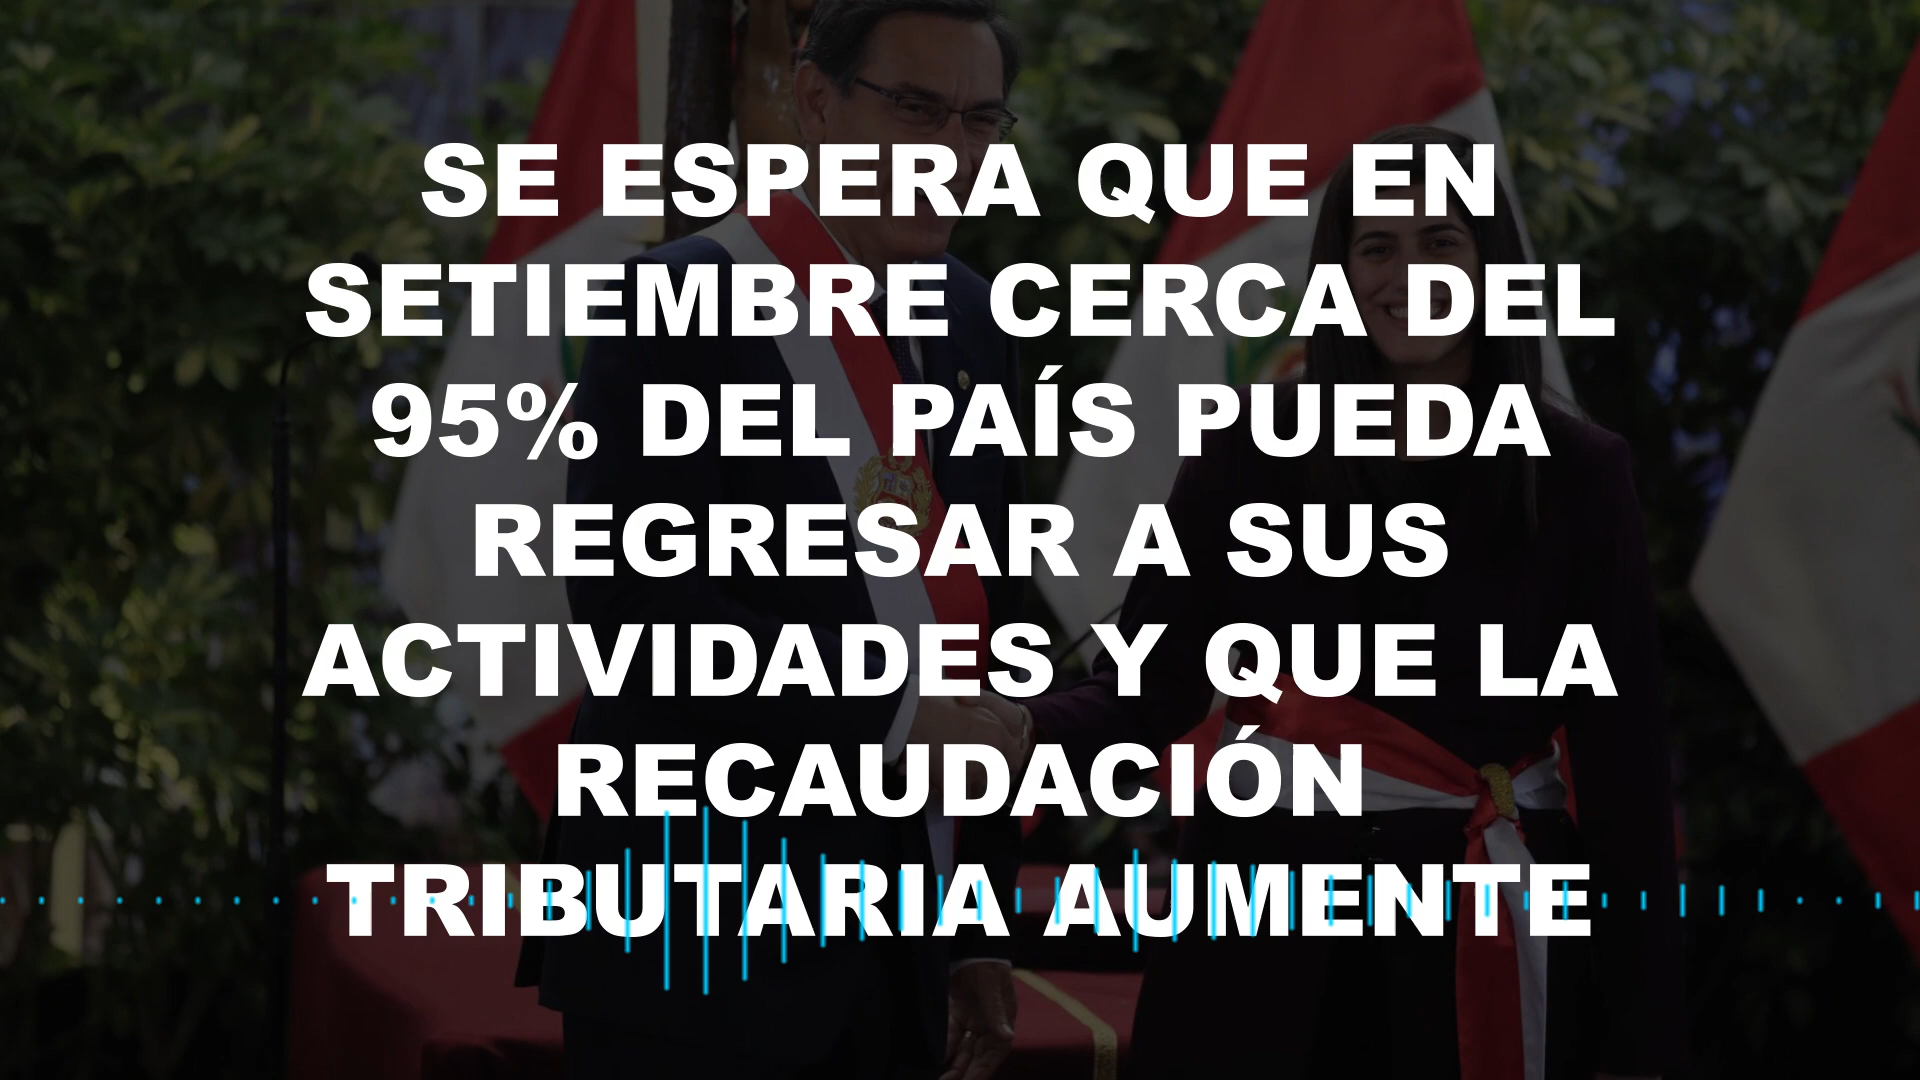 SE ESPERA QUE EN
SETIEMBRE CERCA DEL
95% DEL PAÍS PUEDA
REGRESAR A SUS
ACTIVIDADES Y QUE LA
RECAUDACIÓN
TRIBUTARIA AUMENTE